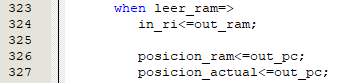 323 when leer_ram=>
324 in_ri<=out_ram;
325
326 posicion_ram<=out_pc;
327 posicion_actual<=out_pc;